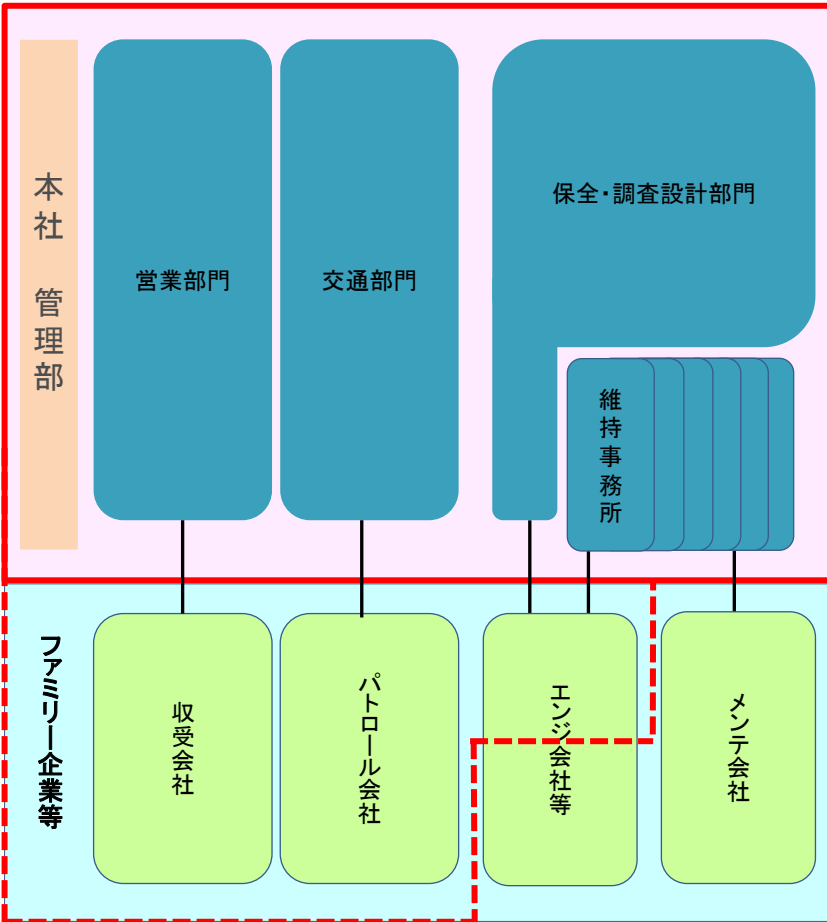 本社 管理部
営業部門
交通部門
保全・調査設計部門
維持事務所
ファミリー企業等
収受会社
パトロール会社
エンジ会社等
メンテ会社